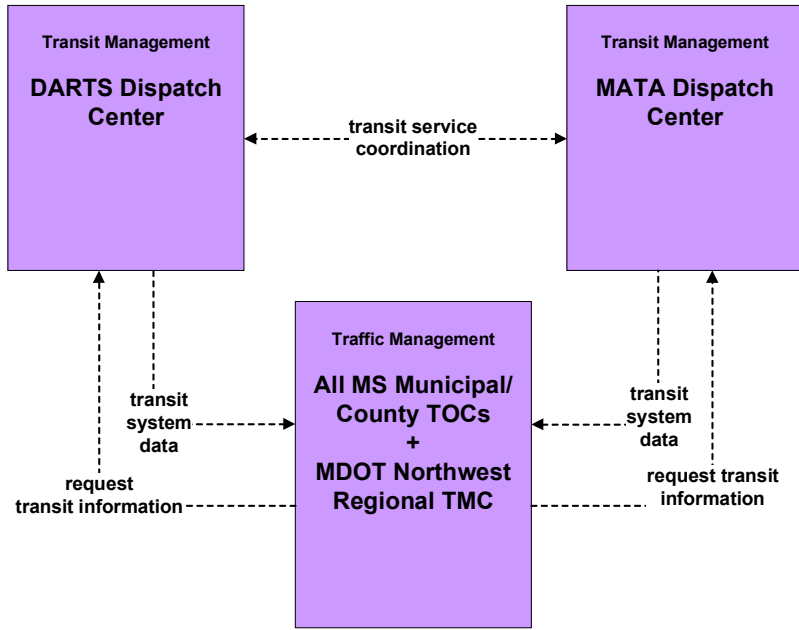 Transit Management
DARTS Dispatch
Center
Transit Management
MATA Dispatch
Center
transit service
coordination
Traffic Management
All MS Municipal/
County TOCs
+
MDOT Northwest
Regional TMC
transit
system
data
transit
system
data
request
transit information
request transit
information